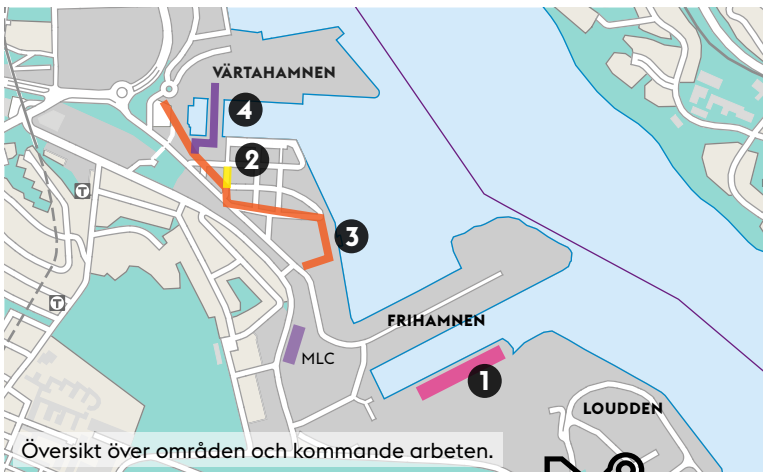 VÄRTAHAMNEN
4
2
T
3
T
FRIHAMNEN
MLC
1
LOUDDEN
Översikt över områden och kommande arbeten.